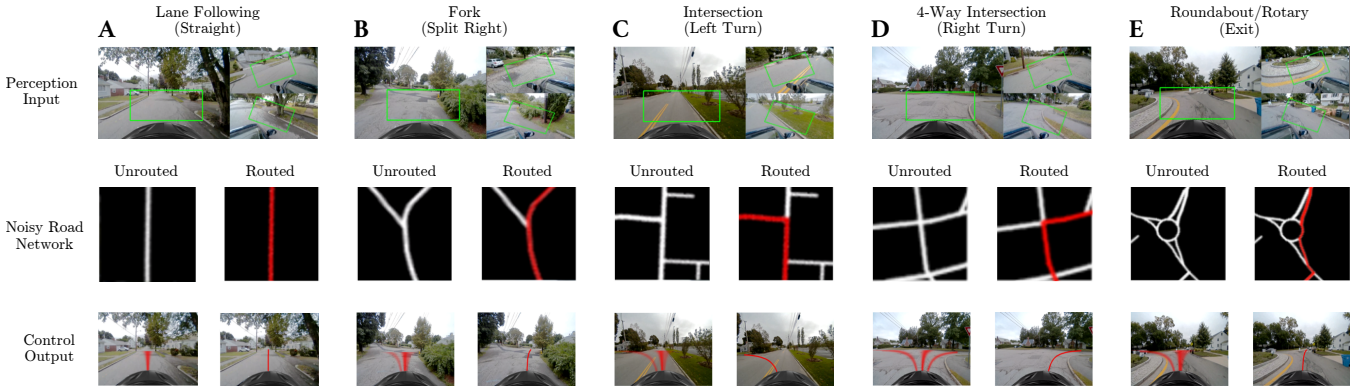 A
Lane Following
(Straight)
B
Fork
(Split Right)
C
Intersection
(Left Turn)
D
4-Way Intersection
(Right Turn)
E
Roundabout/Rotary
(Exit)
Perception
Input
Unrouted
Routed
Unrouted
Routed
Unrouted
Routed
Unrouted
Routed
Unrouted
Routed
Noisy Road
Network
Control
Output